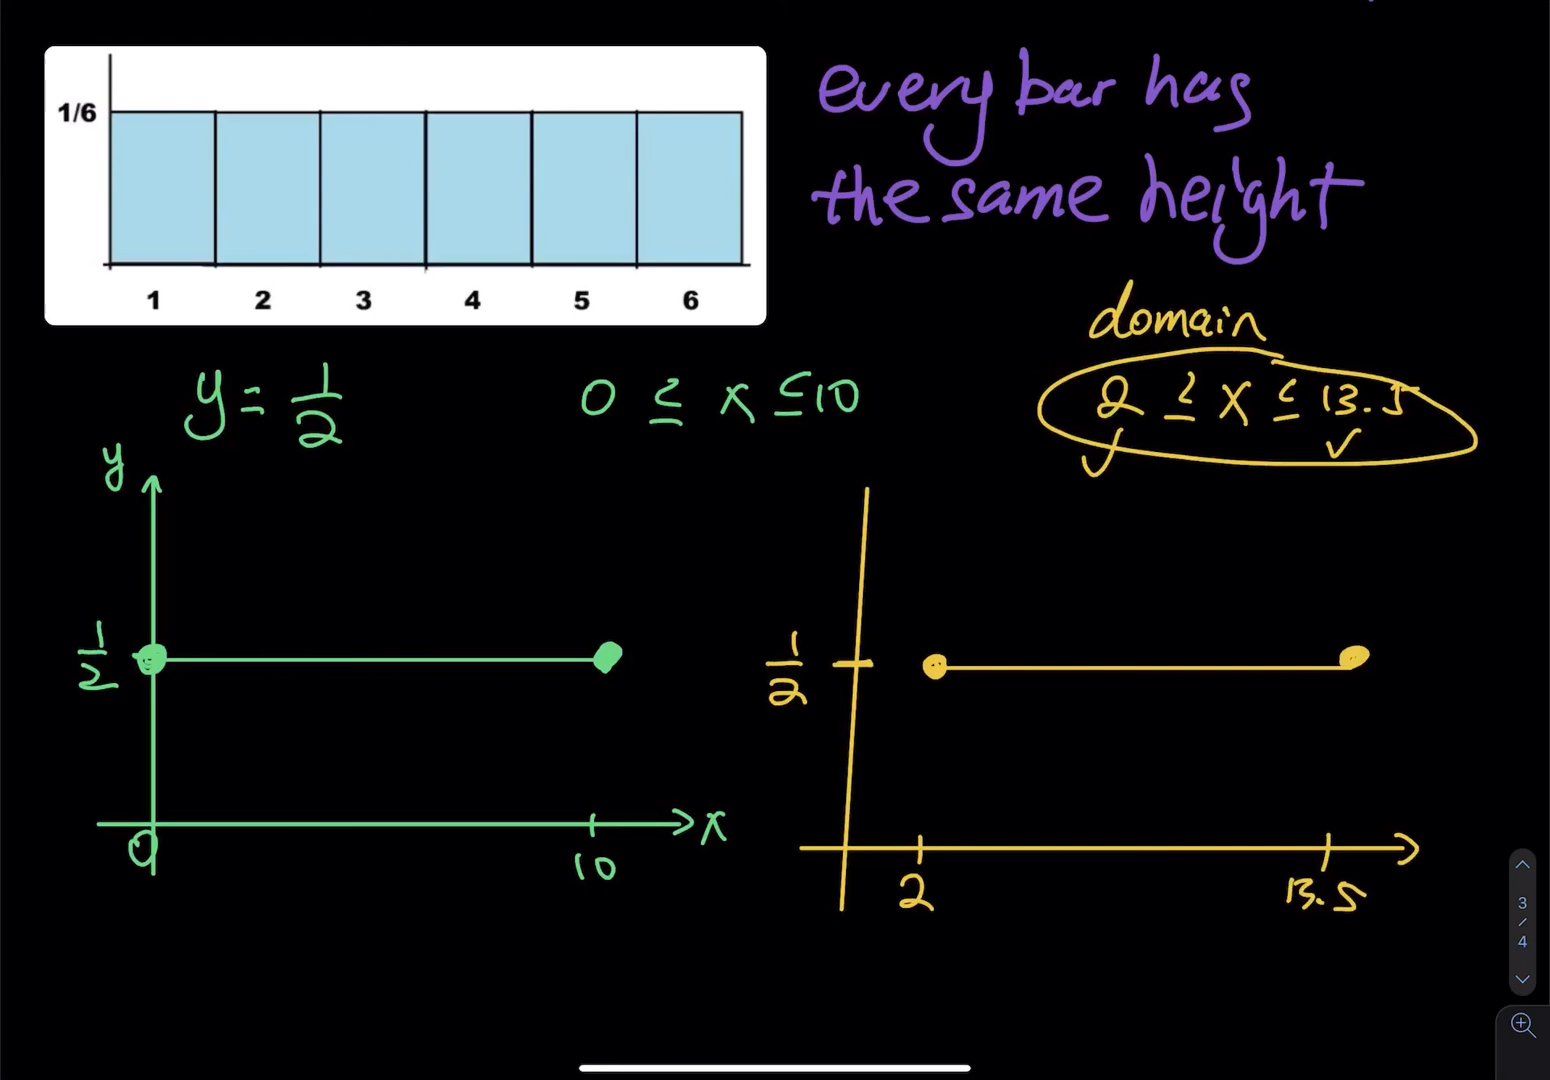 1/6
1 2 3 4 5 6
every bar has
the same height
domain
y = 1/2
0 ≤ x ≤ 10
2 ≤ x ≤ 13.5
y
1/2
0
10
x
1/2
2
13.5
3
/
4